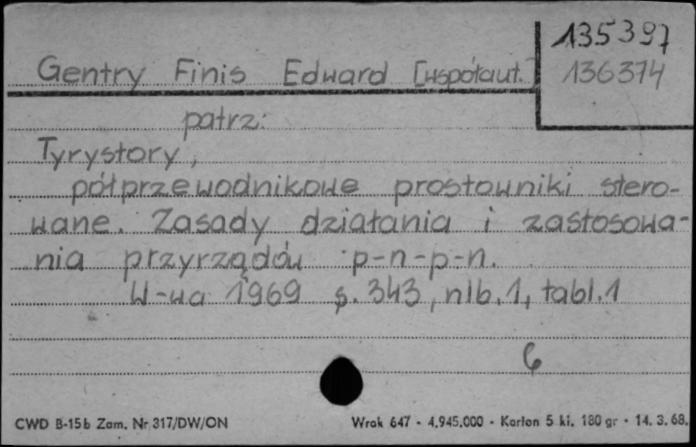 135397
Gentry Finis Edward [współaut.]
136374
patrz:
Tyrystory,
półprzewodnikowe prostowniki stero-
wane. Zasady działania i zastosowa-
nia przyrządów p-n-p-n.
W-wa 1969 s. 343, nlb. 1, tabl. 1
6
CWD B-15b Zam. Nr 317/DW/ON Wrak 647 - 4.945.000 - Karton 5 kl. 180 gr - 14. 3. 68.